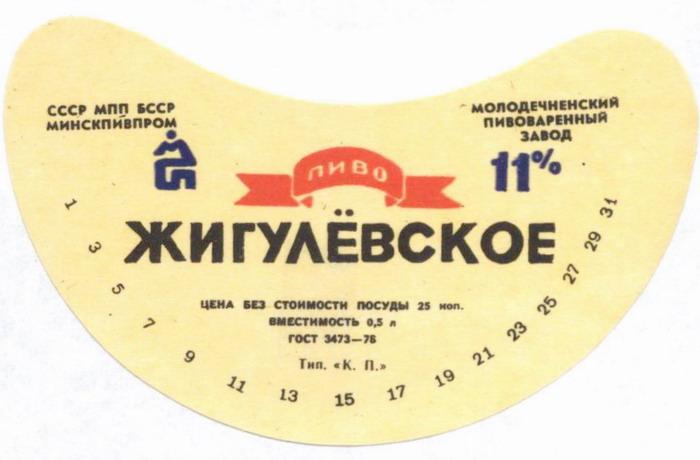 СССР МПП БССР
МИНСКПИВПРОМ
МОЛОДЕЧНЕНСКИЙ
ПИВОВАРЕННЫЙ
ЗАВОД
11%
ПИВО
ЖИГУЛЁВСКОЕ
ЦЕНА БЕЗ СТОИМОСТИ ПОСУДЫ 25 коп.
ВМЕСТИМОСТЬ 0,5 л
ГОСТ 3473—78
Тип. «К. П.»
1 3 5 7 9 11 13 15 17 19 21 23 25 27 29 31